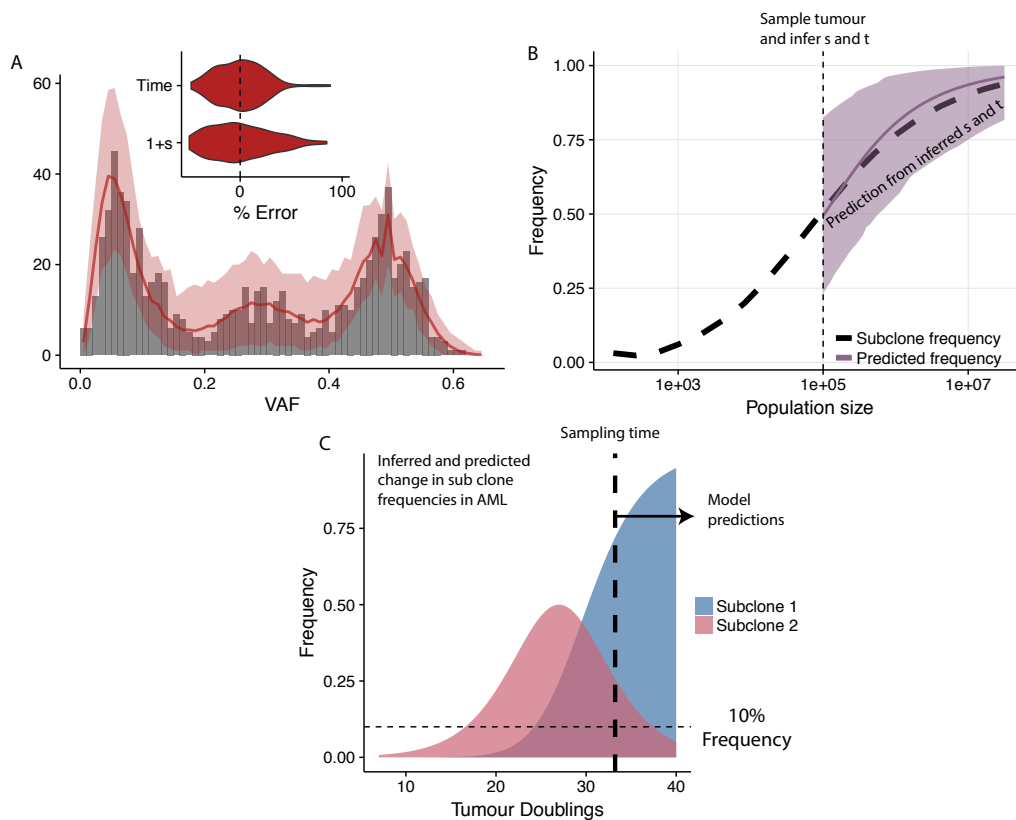 A
60
40
20
0
0.0
0.2
0.4
0.6
VAF
Time
1+s
0
100
% Error
Sample tumour
and infer s and t
B
1.00
0.75
0.50
0.25
0.00
Frequency
Prediction from inferred s and t
Subclone frequency
Predicted frequency
1e+03
1e+05
1e+07
Population size
C
Sampling time
Inferred and predicted
change in sub clone
frequencies in AML
Model
predictions
Frequency
0.75
0.50
0.25
0.00
Subclone 1
Subclone 2
10%
Frequency
10
20
30
40
Tumour Doublings